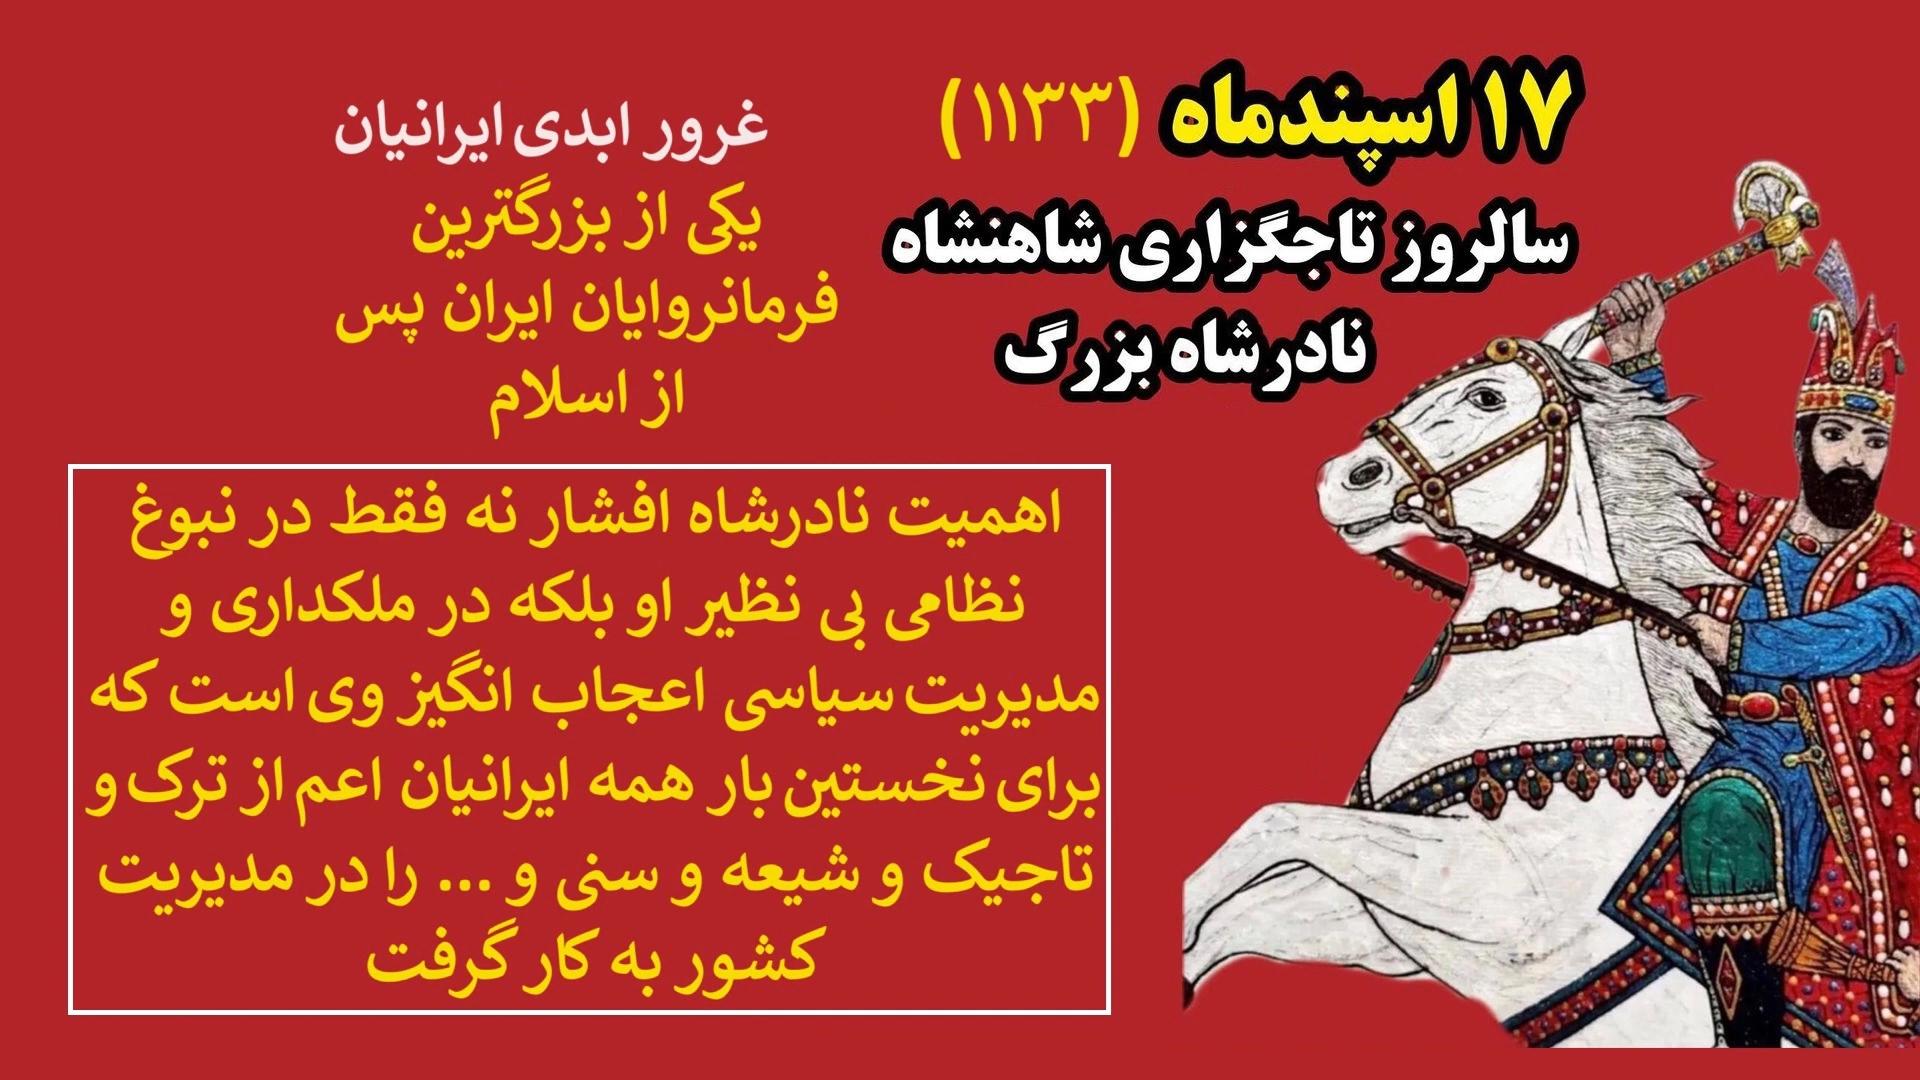 ۱۷ اسپندماه (۱۱۳۳)
سالروز تاجگزاری شاهنشاه
نادرشاه بزرگ
غرور ابدی ایرانیان
یکی از بزرگترین
فرمانروایان ایران پس
از اسلام
اهمیت نادرشاه افشار نه فقط در نبوغ
نظامی بی نظیر او بلکه در ملکداری و
مدیریت سیاسی اعجاب انگیز وی است که
برای نخستین بار همه ایرانیان اعم از ترک و
تاجیک و شیعه و سنی و ... را در مدیریت
کشور به کار گرفت